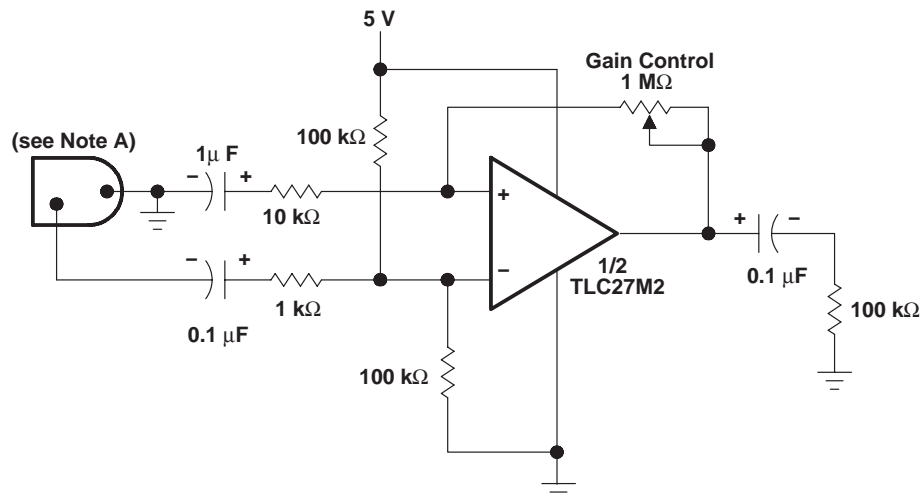 5 V
Gain Control
1 MΩ
(see Note A)
100 kΩ
1μ F
− +
10 kΩ
+
−
− +
1 kΩ
0.1 μF
1/2
TLC27M2
+ −
0.1 μF
100 kΩ
100 kΩ